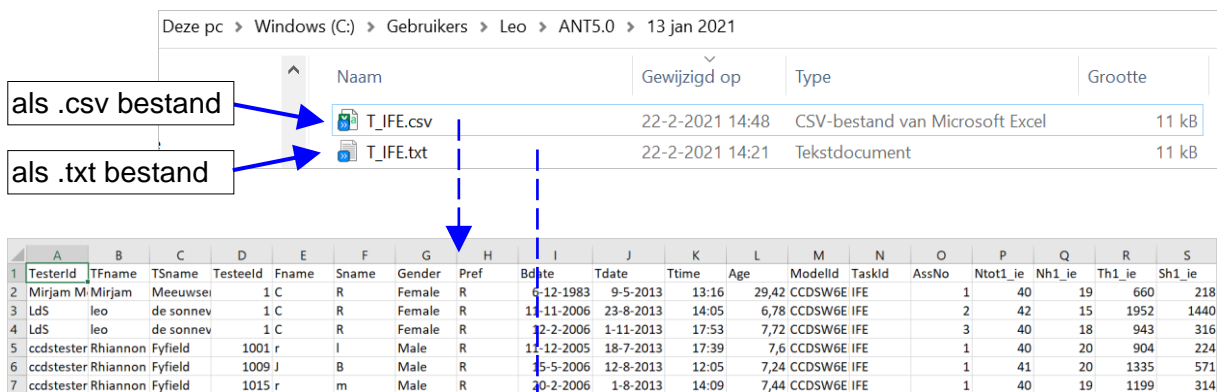 Deze pc > Windows (C:) > Gebruikers > Leo > ANT5.0 > 13 jan 2021
Naam Gewijzigd op Type Grootte
als .csv bestand
T_IFE.csv 22-2-2021 14:48 CSV-bestand van Microsoft Excel 11 kB
T_IFE.txt 22-2-2021 14:21 Tekstdocument 11 kB
als .txt bestand
A B C D E F G H I J K L M N O P Q R S
1 TesterId TFname TSname TesteeId Fname Sname Gender Pref Bdate Tdate Ttime Age ModelId TaskId AssNo Ntot1_ie Nh1_ie Th1_ie Sh1_ie
2 Mirjam Me Mirjam Meeuwsen 1 C R Female R 6-12-1983 9-5-2013 13:16 29,42 CCDSW6E IFE 1 40 19 660 218
3 LdS leo de sonnev 1 C R Female R 11-11-2006 23-8-2013 14:05 6,78 CCDSW6E IFE 2 42 15 1952 1440
4 LdS leo de sonnev 1 C R Female R 12-2-2006 1-11-2013 17:53 7,72 CCDSW6E IFE 3 40 18 943 316
5 ccdstester Rhiannon Fyfield 1001 r l Male R 11-12-2005 18-7-2013 17:39 7,6 CCDSW6E IFE 1 40 20 904 224
6 ccdstester Rhiannon Fyfield 1009 J B Male R 15-5-2006 12-8-2013 12:05 7,24 CCDSW6E IFE 1 41 20 1335 571
7 ccdstester Rhiannon Fyfield 1015 r m Male R 20-2-2006 1-8-2013 14:09 7,44 CCDSW6E IFE 1 40 19 1199 314